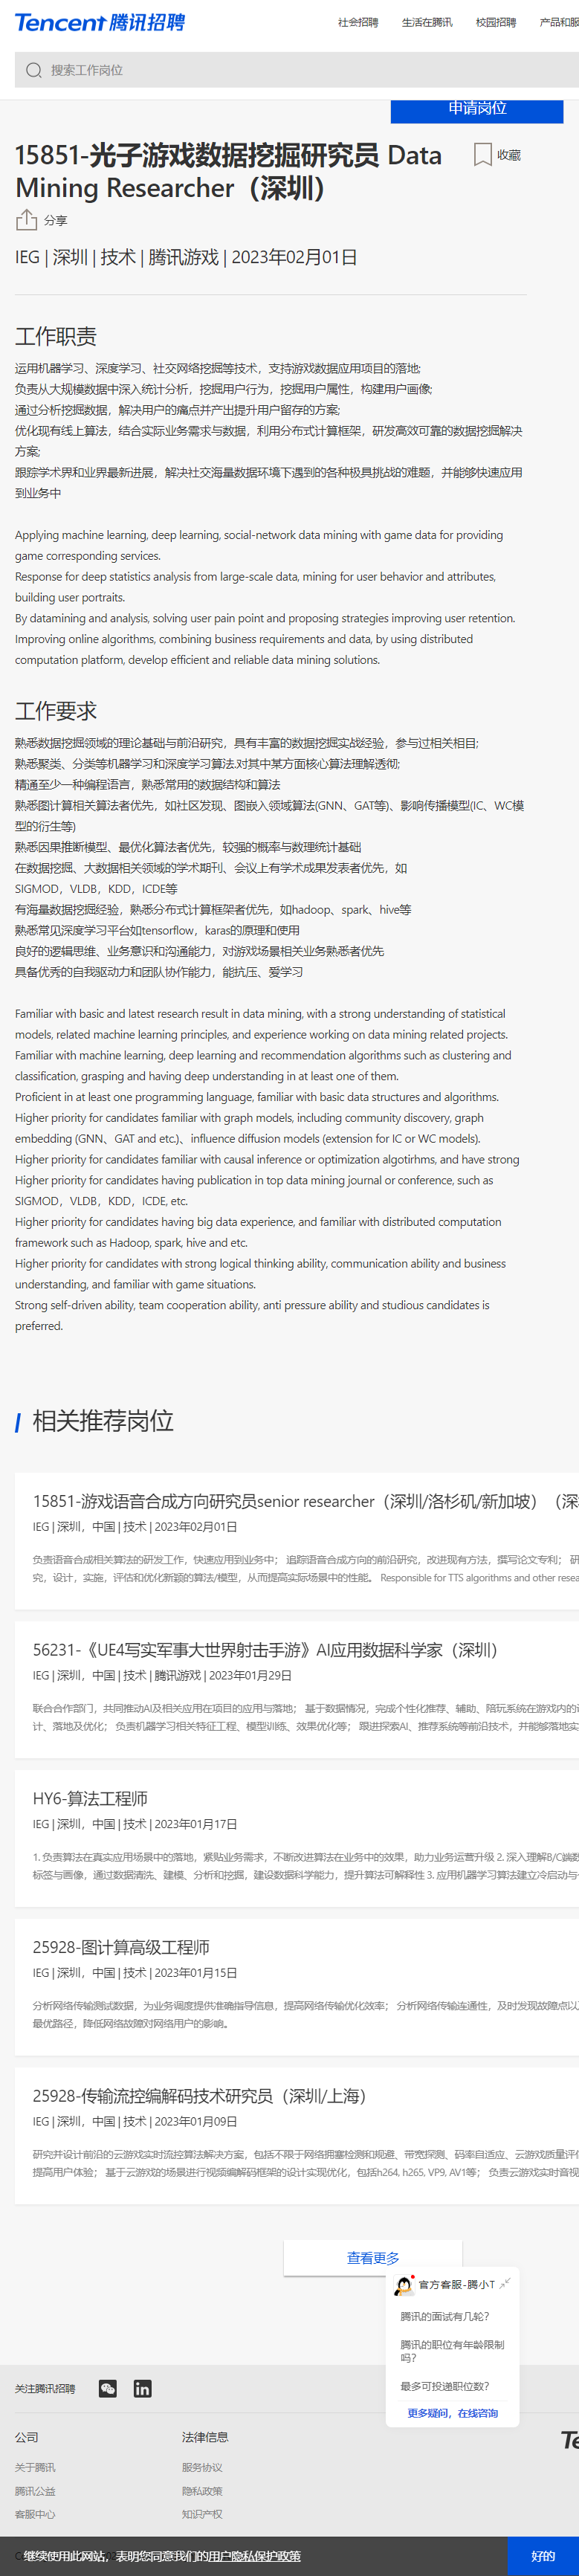 Tencent 腾讯招聘
社会招聘 生活在腾讯 校园招聘 产品和服
搜索工作岗位
申请岗位
15851-光子游戏数据挖掘研究员 Data
Mining Researcher（深圳）
收藏
分享
IEG | 深圳 | 技术 | 腾讯游戏 | 2023年02月01日
工作职责
运用机器学习、深度学习、社交网络挖掘等技术，支持游戏数据应用项目的落地;
负责从大规模数据中深入统计分析，挖掘用户行为，挖掘用户属性，构建用户画像;
通过分析挖掘数据，解决用户的痛点并产出提升用户留存的方案;
优化现有线上算法，结合实际业务需求与数据，利用分布式计算框架，研发高效可靠的数据挖掘解决
方案;
跟踪学术界和业界最新进展，解决社交海量数据环境下遇到的各种极具挑战的难题，并能够快速应用
到业务中
Applying machine learning, deep learning, social-network data mining with game data for providing
game corresponding services.
Response for deep statistics analysis from large-scale data, mining for user behavior and attributes,
building user portraits.
By datamining and analysis, solving user pain point and proposing strategies improving user retention.
Improving online algorithms, combining business requirements and data, by using distributed
computation platform, develop efficient and reliable data mining solutions.
工作要求
熟悉数据挖掘领域的理论基础与前沿研究，具有丰富的数据挖掘实战经验，参与过相关相目;
熟悉聚类、分类等机器学习和深度学习算法.对其中某方面核心算法理解透彻;
精通至少一种编程语言，熟悉常用的数据结构和算法
熟悉图计算相关算法者优先，如社区发现、图嵌入领域算法(GNN、GAT等)、影响传播模型(IC、WC模
型的衍生等)
熟悉因果推断模型、最优化算法者优先，较强的概率与数理统计基础
在数据挖掘、大数据相关领域的学术期刊、会议上有学术成果发表者优先，如
SIGMOD，VLDB，KDD，ICDE等
有海量数据挖掘经验，熟悉分布式计算框架者优先，如hadoop、spark、hive等
熟悉常见深度学习平台如tensorflow，karas的原理和使用
良好的逻辑思维、业务意识和沟通能力，对游戏场景相关业务熟悉者优先
具备优秀的自我驱动力和团队协作能力，能抗压、爱学习
Familiar with basic and latest research result in data mining, with a strong understanding of statistical
models, related machine learning principles, and experience working on data mining related projects.
Familiar with machine learning, deep learning and recommendation algorithms such as clustering and
classification, grasping and having deep understanding in at least one of them.
Proficient in at least one programming language, familiar with basic data structures and algorithms.
Higher priority for candidates familiar with graph models, including community discovery, graph
embedding (GNN、GAT and etc.)、influence diffusion models (extension for IC or WC models).
Higher priority for candidates familiar with causal inference or optimization algotirhms, and have strong
Higher priority for candidates having publication in top data mining journal or conference, such as
SIGMOD，VLDB，KDD，ICDE, etc.
Higher priority for candidates having big data experience, and familiar with distributed computation
framework such as Hadoop, spark, hive and etc.
Higher priority for candidates with strong logical thinking ability, communication ability and business
understanding, and familiar with game situations.
Strong self-driven ability, team cooperation ability, anti pressure ability and studious candidates is
preferred.
相关推荐岗位
15851-游戏语音合成方向研究员senior researcher（深圳/洛杉矶/新加坡）（深
IEG | 深圳，中国 | 技术 | 2023年02月01日
负责语音合成相关算法的研发工作，快速应用到业务中； 追踪语音合成方向的前沿研究，改进现有方法，撰写论文专利； 研
究，设计，实施，评估和优化新颖的算法/模型，从而提高实际场景中的性能。 Responsible for TTS algorithms and other resea
56231-《UE4写实军事大世界射击手游》AI应用数据科学家（深圳）
IEG | 深圳，中国 | 技术 | 腾讯游戏 | 2023年01月29日
联合合作部门，共同推动AI及相关应用在项目的应用与落地； 基于数据情况，完成个性化推荐、辅助、陪玩系统在游戏内的设
计、落地及优化； 负责机器学习相关特征工程、模型训练、效果优化等； 跟进探索AI、推荐系统等前沿技术，并能够落地实
HY6-算法工程师
IEG | 深圳，中国 | 技术 | 2023年01月17日
1. 负责算法在真实应用场景中的落地，紧贴业务需求，不断改进算法在业务中的效果，助力业务运营升级 2. 深入理解B/C端数
标签与画像，通过数据清洗、建模、分析和挖掘，建设数据科学能力，提升算法可解释性 3. 应用机器学习算法建立冷启动与
25928-图计算高级工程师
IEG | 深圳，中国 | 技术 | 2023年01月15日
分析网络传输测试数据，为业务调度提供准确指导信息，提高网络传输优化效率； 分析网络传输连通性，及时发现故障点以
最优路径，降低网络故障对网络用户的影响。
25928-传输流控编解码技术研究员（深圳/上海）
IEG | 深圳，中国 | 技术 | 2023年01月09日
研究并设计前沿的云游戏实时流控算法解决方案，包括不限于网络拥塞检测和规避、带宽探测、码率自适应、云游戏质量评估
提高用户体验； 基于云游戏的场景进行视频编解码框架的设计实现优化，包括h264, h265, VP9, AV1等； 负责云游戏实时音视
查看更多
官方客服-腾小T
腾讯的面试有几轮?
腾讯的职位有年龄限制
吗?
最多可投递职位数?
更多疑问，在线咨询
关注腾讯招聘
公司 法律信息
关于腾讯 服务协议
腾讯公益 隐私政策
客服中心 知识产权
继续使用此网站，表明您同意我们的用户隐私保护政策 好的